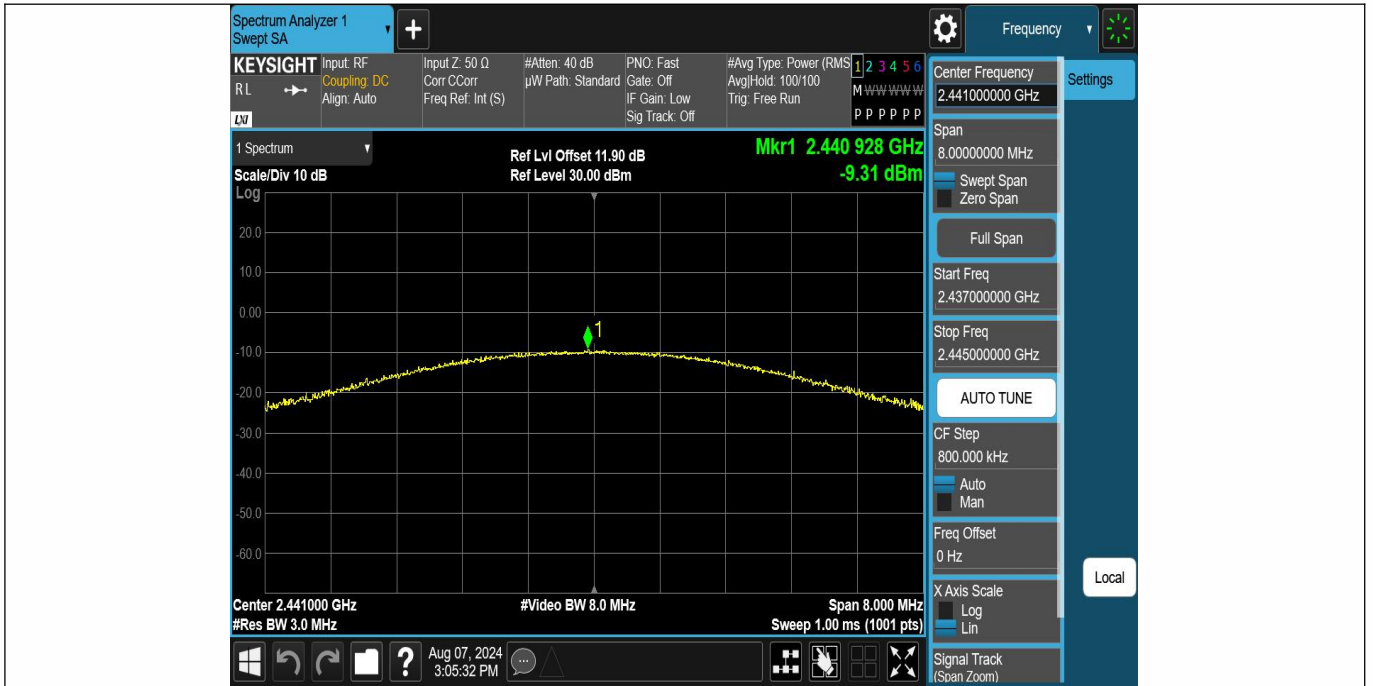 Spectrum Analyzer 1
Swept SA
Frequency
KEYSIGHT
RL
LXI
Input: RF
Coupling: DC
Align: Auto
Input Z: 50 Ω
Corr CCorr
Freq Ref: Int (S)
#Atten: 40 dB
µW Path: Standard
PNO: Fast
Gate: Off
IF Gain: Low
Sig Track: Off
#Avg Type: Power (RMS
Avg|Hold: 100/100
Trig: Free Run
1 2 3 4 5 6
M W W W W W
P P P P P P
1 Spectrum
Scale/Div 10 dB
Ref Lvl Offset 11.90 dB
Ref Level 30.00 dBm
Mkr1 2.440 928 GHz
-9.31 dBm
Log
20.0
10.0
0.00
-10.0
-20.0
-30.0
-40.0
-50.0
-60.0
1
Center 2.441000 GHz
#Res BW 3.0 MHz
#Video BW 8.0 MHz
Span 8.000 MHz
Sweep 1.00 ms (1001 pts)
Aug 07, 2024
3:05:32 PM
Center Frequency
2.441000000 GHz
Settings
Span
8.00000000 MHz
Swept Span
Zero Span
Full Span
Start Freq
2.437000000 GHz
Stop Freq
2.445000000 GHz
AUTO TUNE
CF Step
800.000 kHz
Auto
Man
Freq Offset
0 Hz
X Axis Scale
Log
Lin
Local
Signal Track
(Span Zoom)